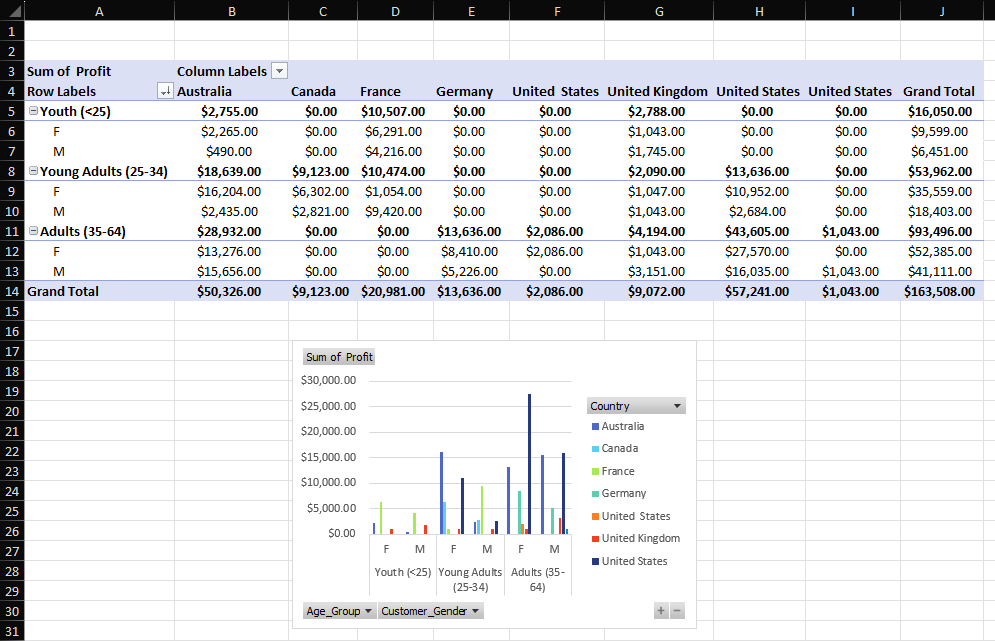 A B C D E F G H I J
1
2
3 Sum of Profit Column Labels
4 Row Labels Australia Canada France Germany United  States United Kingdom United States United States Grand Total
5 Youth (<25) $2,755.00 $0.00 $10,507.00 $0.00 $0.00 $2,788.00 $0.00 $0.00 $16,050.00
6 F $2,265.00 $0.00 $6,291.00 $0.00 $0.00 $1,043.00 $0.00 $0.00 $9,599.00
7 M $490.00 $0.00 $4,216.00 $0.00 $0.00 $1,745.00 $0.00 $0.00 $6,451.00
8 Young Adults (25-34) $18,639.00 $9,123.00 $10,474.00 $0.00 $0.00 $2,090.00 $13,636.00 $0.00 $53,962.00
9 F $16,204.00 $6,302.00 $1,054.00 $0.00 $0.00 $1,047.00 $10,952.00 $0.00 $35,559.00
10 M $2,435.00 $2,821.00 $9,420.00 $0.00 $0.00 $1,043.00 $2,684.00 $0.00 $18,403.00
11 Adults (35-64) $28,932.00 $0.00 $0.00 $13,636.00 $2,086.00 $4,194.00 $43,605.00 $1,043.00 $93,496.00
12 F $13,276.00 $0.00 $0.00 $8,410.00 $2,086.00 $1,043.00 $27,570.00 $0.00 $52,385.00
13 M $15,656.00 $0.00 $0.00 $5,226.00 $0.00 $3,151.00 $16,035.00 $1,043.00 $41,111.00
14 Grand Total $50,326.00 $9,123.00 $20,981.00 $13,636.00 $2,086.00 $9,072.00 $57,241.00 $1,043.00 $163,508.00
15
16
17
18
19
20
21
22
23
24
25
26
27
28
29
30
31
Sum of Profit
$30,000.00
$25,000.00
$20,000.00
$15,000.00
$10,000.00
$5,000.00
$0.00
F M F M F M
Youth (<25) Young Adults Adults (35-
(25-34) 64)
Country
Australia
Canada
France
Germany
United  States
United Kingdom
United States
Age_Group Customer_Gender + −